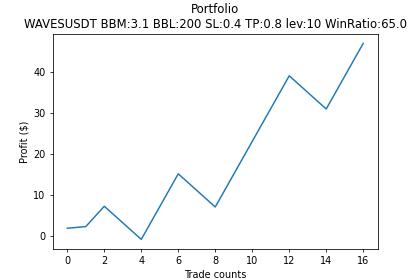 Portfolio
WAVESUSDT BBM:3.1 BBL:200 SL:0.4 TP:0.8 lev:10 WinRatio:65.0
Profit ($)
40
30
20
10
0
0 2 4 6 8 10 12 14 16
Trade counts